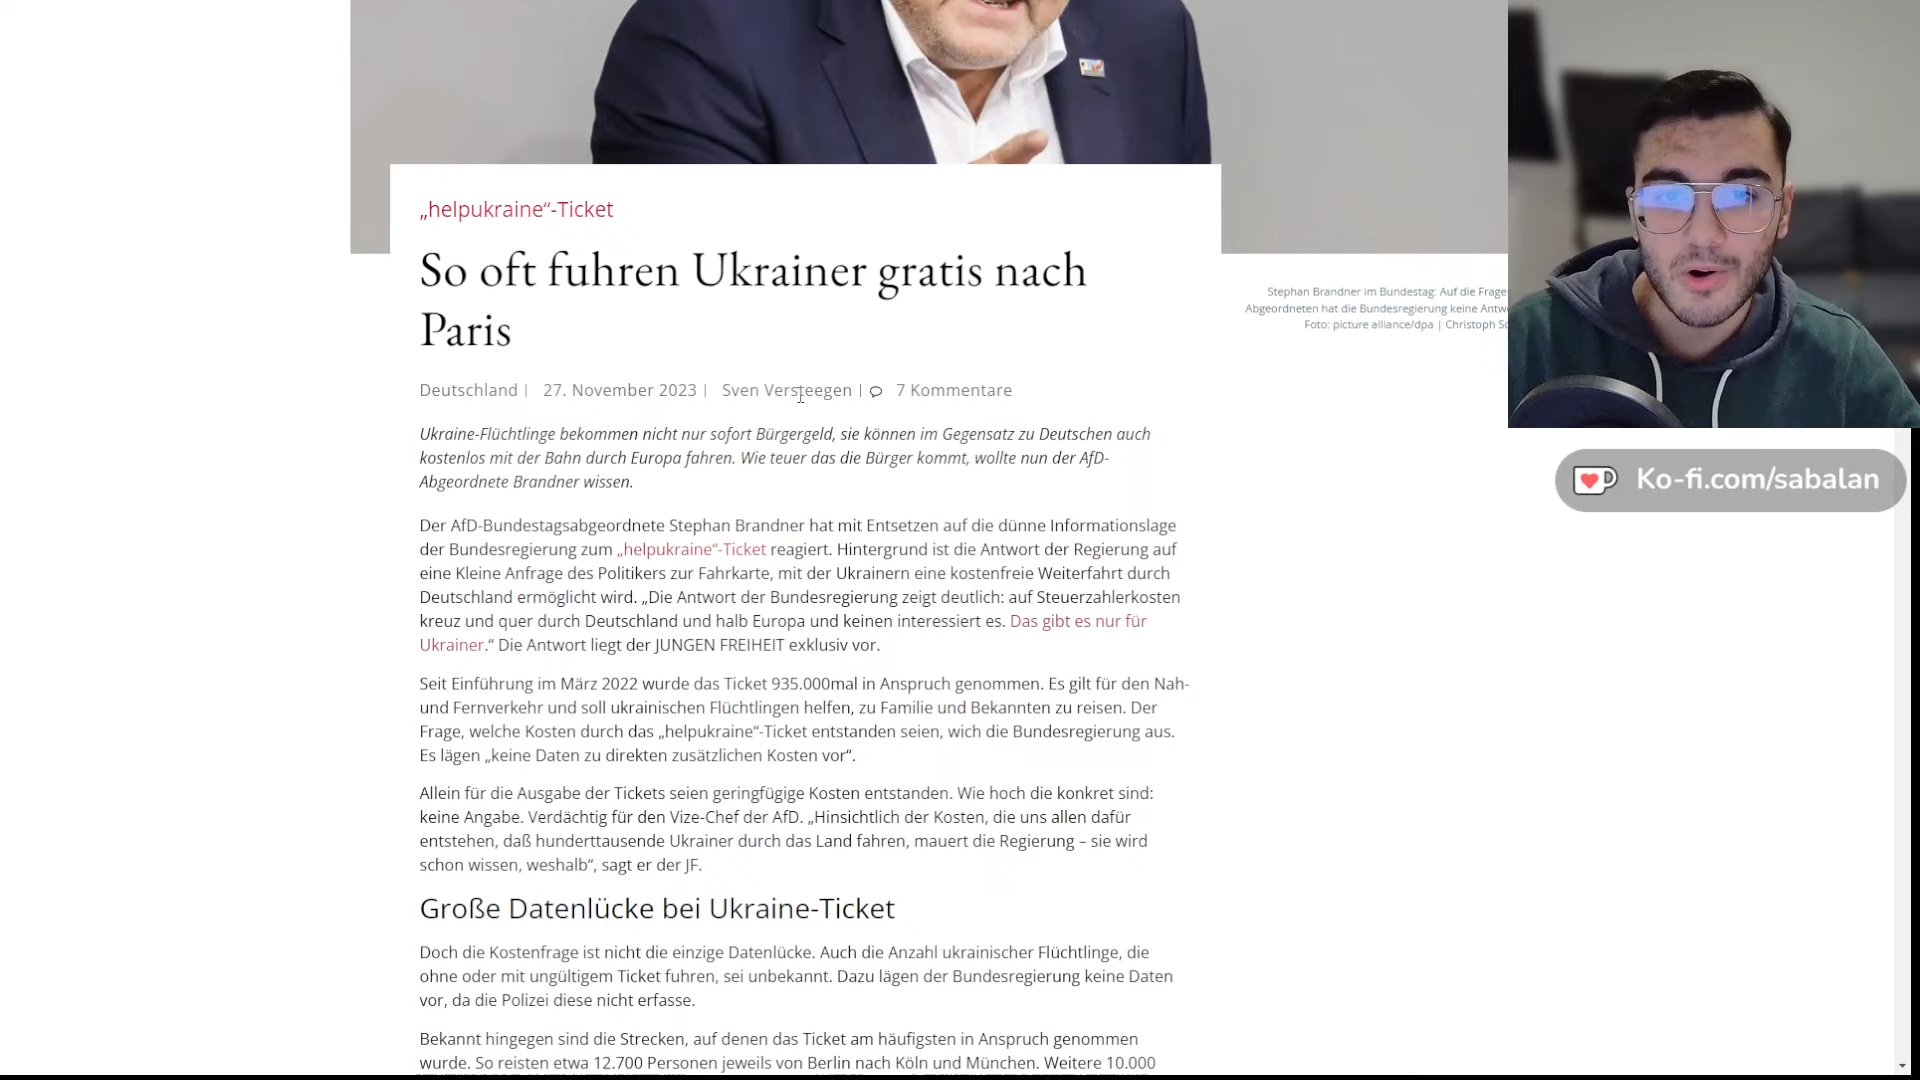 „helpukraine“-Ticket
So oft fuhren Ukrainer gratis nach
Paris
Stephan Brandner im Bundestag: Auf die Frage
Abgeordneten hat die Bundesregierung keine Antw
Foto: picture alliance/dpa | Christoph So
Deutschland | 27. November 2023 | Sven Versteegen | 7 Kommentare
Ukraine-Flüchtlinge bekommen nicht nur sofort Bürgergeld, sie können im Gegensatz zu Deutschen auch
kostenlos mit der Bahn durch Europa fahren. Wie teuer das die Bürger kommt, wollte nun der AfD-
Abgeordnete Brandner wissen.
Ko-fi.com/sabalan
Der AfD-Bundestagsabgeordnete Stephan Brandner hat mit Entsetzen auf die dünne Informationslage
der Bundesregierung zum „helpukraine“-Ticket reagiert. Hintergrund ist die Antwort der Regierung auf
eine Kleine Anfrage des Politikers zur Fahrkarte, mit der Ukrainern eine kostenfreie Weiterfahrt durch
Deutschland ermöglicht wird. „Die Antwort der Bundesregierung zeigt deutlich: auf Steuerzahlerkosten
kreuz und quer durch Deutschland und halb Europa und keinen interessiert es. Das gibt es nur für
Ukrainer.“ Die Antwort liegt der JUNGEN FREIHEIT exklusiv vor.
Seit Einführung im März 2022 wurde das Ticket 935.000mal in Anspruch genommen. Es gilt für den Nah-
und Fernverkehr und soll ukrainischen Flüchtlingen helfen, zu Familie und Bekannten zu reisen. Der
Frage, welche Kosten durch das „helpukraine“-Ticket entstanden seien, wich die Bundesregierung aus.
Es lägen „keine Daten zu direkten zusätzlichen Kosten vor“.
Allein für die Ausgabe der Tickets seien geringfügige Kosten entstanden. Wie hoch die konkret sind:
keine Angabe. Verdächtig für den Vize-Chef der AfD. „Hinsichtlich der Kosten, die uns allen dafür
entstehen, daß hunderttausende Ukrainer durch das Land fahren, mauert die Regierung – sie wird
schon wissen, weshalb“, sagt er der JF.
Große Datenlücke bei Ukraine-Ticket
Doch die Kostenfrage ist nicht die einzige Datenlücke. Auch die Anzahl ukrainischer Flüchtlinge, die
ohne oder mit ungültigem Ticket fuhren, sei unbekannt. Dazu lägen der Bundesregierung keine Daten
vor, da die Polizei diese nicht erfasse.
Bekannt hingegen sind die Strecken, auf denen das Ticket am häufigsten in Anspruch genommen
wurde. So reisten etwa 12.700 Personen jeweils von Berlin nach Köln und München. Weitere 10.000